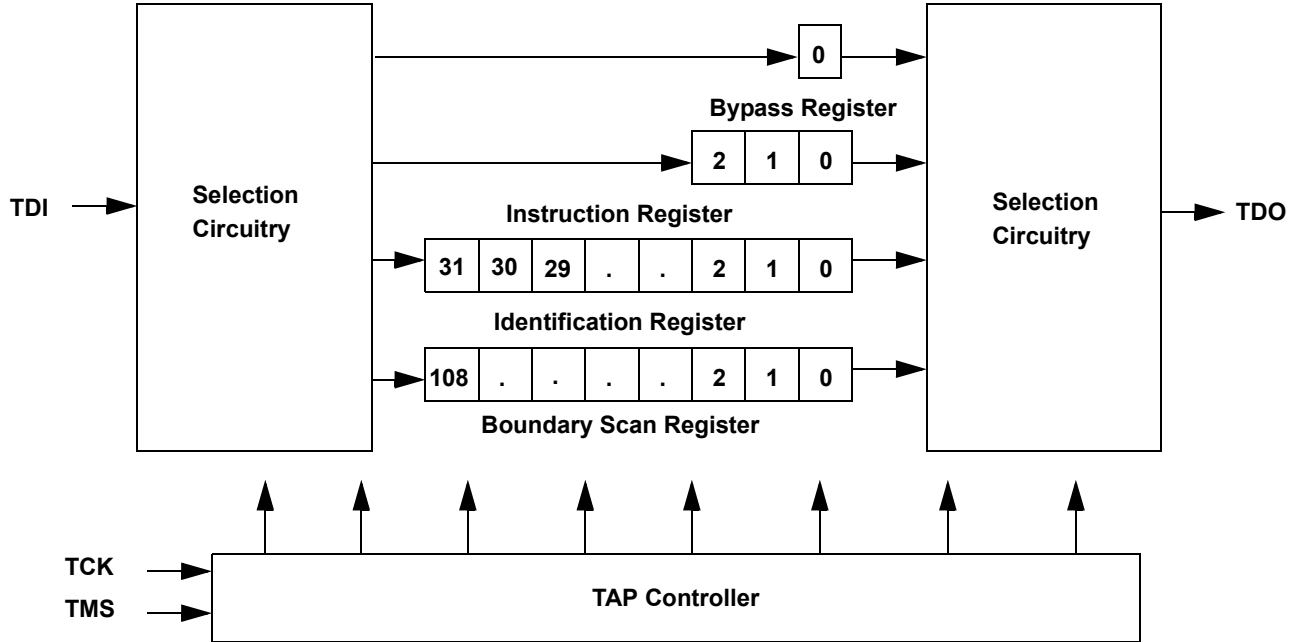 0
Bypass Register
2 1 0
TDI
Selection
Circuitry
Selection
Circuitry
TDO
Instruction Register
31 30 29 . . 2 1 0
Identification Register
108 . . . . 2 1 0
Boundary Scan Register
TCK
TMS
TAP Controller